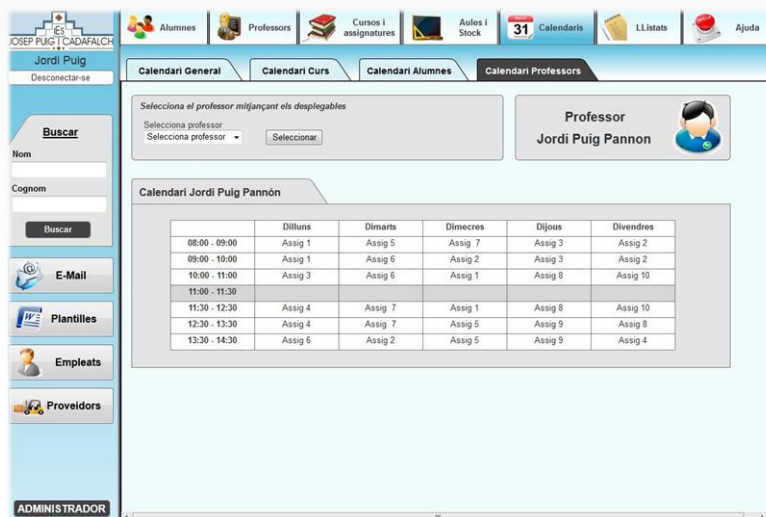 IES
JOSEP PUIG I CADAFALCH
Alumnes
Professors
Cursos i
assignatures
Aules i
Stock
31
Calendaris
LListats
Ajuda
Jordi Puig
Desconectar-se
Calendari General
Calendari Curs
Calendari Alumnes
Calendari Professors
Buscar
Nom
Cognom
Buscar
E-Mail
Plantilles
Empleats
Proveidors
ADMINISTRADOR
Selecciona el professor mitjançant els desplegables
Selecciona professor
Selecciona professor
Seleccionar
Professor
Jordi Puig Pannon
Calendari Jordi Puig Pannón
Dilluns Dimarts Dimecres Dijous Divendres
08:00 - 09:00 Assig 1 Assig 5 Assig 7 Assig 3 Assig 2
09:00 - 10:00 Assig 1 Assig 6 Assig 2 Assig 3 Assig 2
10:00 - 11:00 Assig 3 Assig 6 Assig 1 Assig 8 Assig 10
11:00 - 11:30
11:30 - 12:30 Assig 4 Assig 7 Assig 1 Assig 8 Assig 10
12:30 - 13:30 Assig 4 Assig 7 Assig 5 Assig 9 Assig 8
13:30 - 14:30 Assig 6 Assig 2 Assig 5 Assig 9 Assig 4